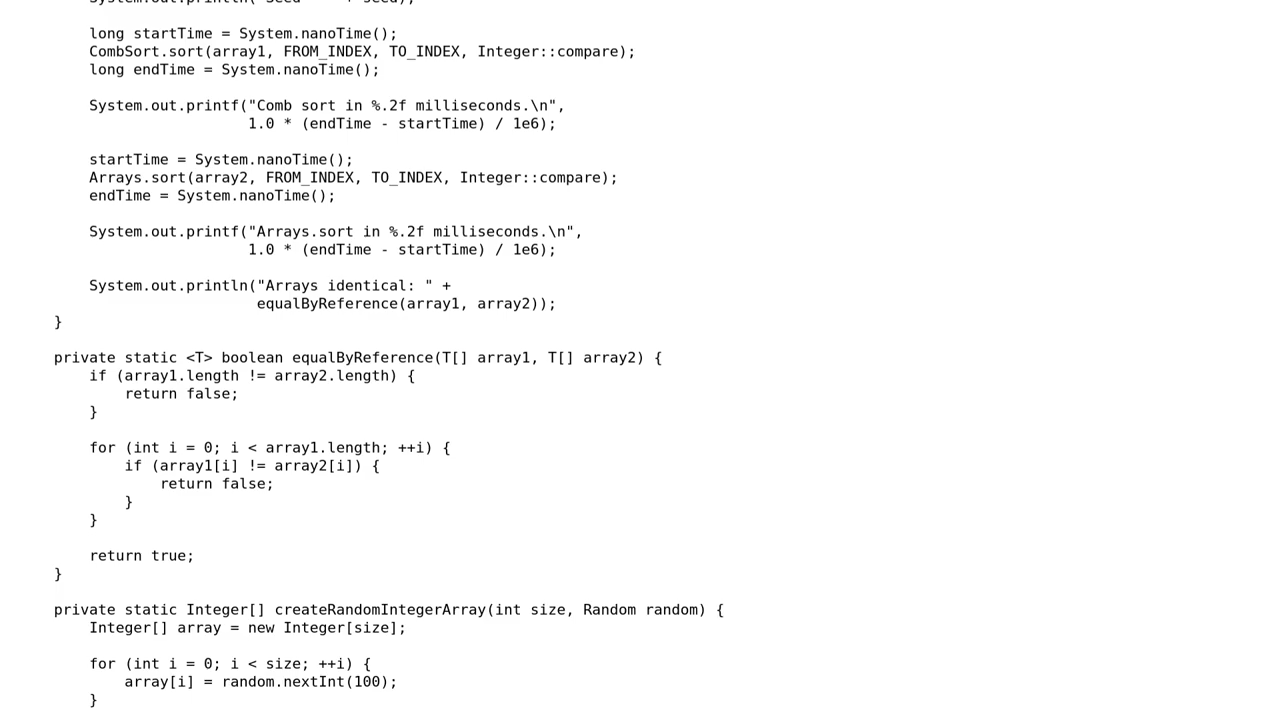 System.out.println("Seed = " + seed);
long startTime = System.nanoTime();
CombSort.sort(array1, FROM_INDEX, TO_INDEX, Integer::compare);
long endTime = System.nanoTime();
System.out.printf("Comb sort in %.2f milliseconds.\n",
1.0 * (endTime - startTime) / 1e6);
startTime = System.nanoTime();
Arrays.sort(array2, FROM_INDEX, TO_INDEX, Integer::compare);
endTime = System.nanoTime();
System.out.printf("Arrays.sort in %.2f milliseconds.\n",
1.0 * (endTime - startTime) / 1e6);
System.out.println("Arrays identical: " +
equalByReference(array1, array2));
}
private static <T> boolean equalByReference(T[] array1, T[] array2) {
if (array1.length != array2.length) {
return false;
}
for (int i = 0; i < array1.length; ++i) {
if (array1[i] != array2[i]) {
return false;
}
}
return true;
}
private static Integer[] createRandomIntegerArray(int size, Random random) {
Integer[] array = new Integer[size];
for (int i = 0; i < size; ++i) {
array[i] = random.nextInt(100);
}